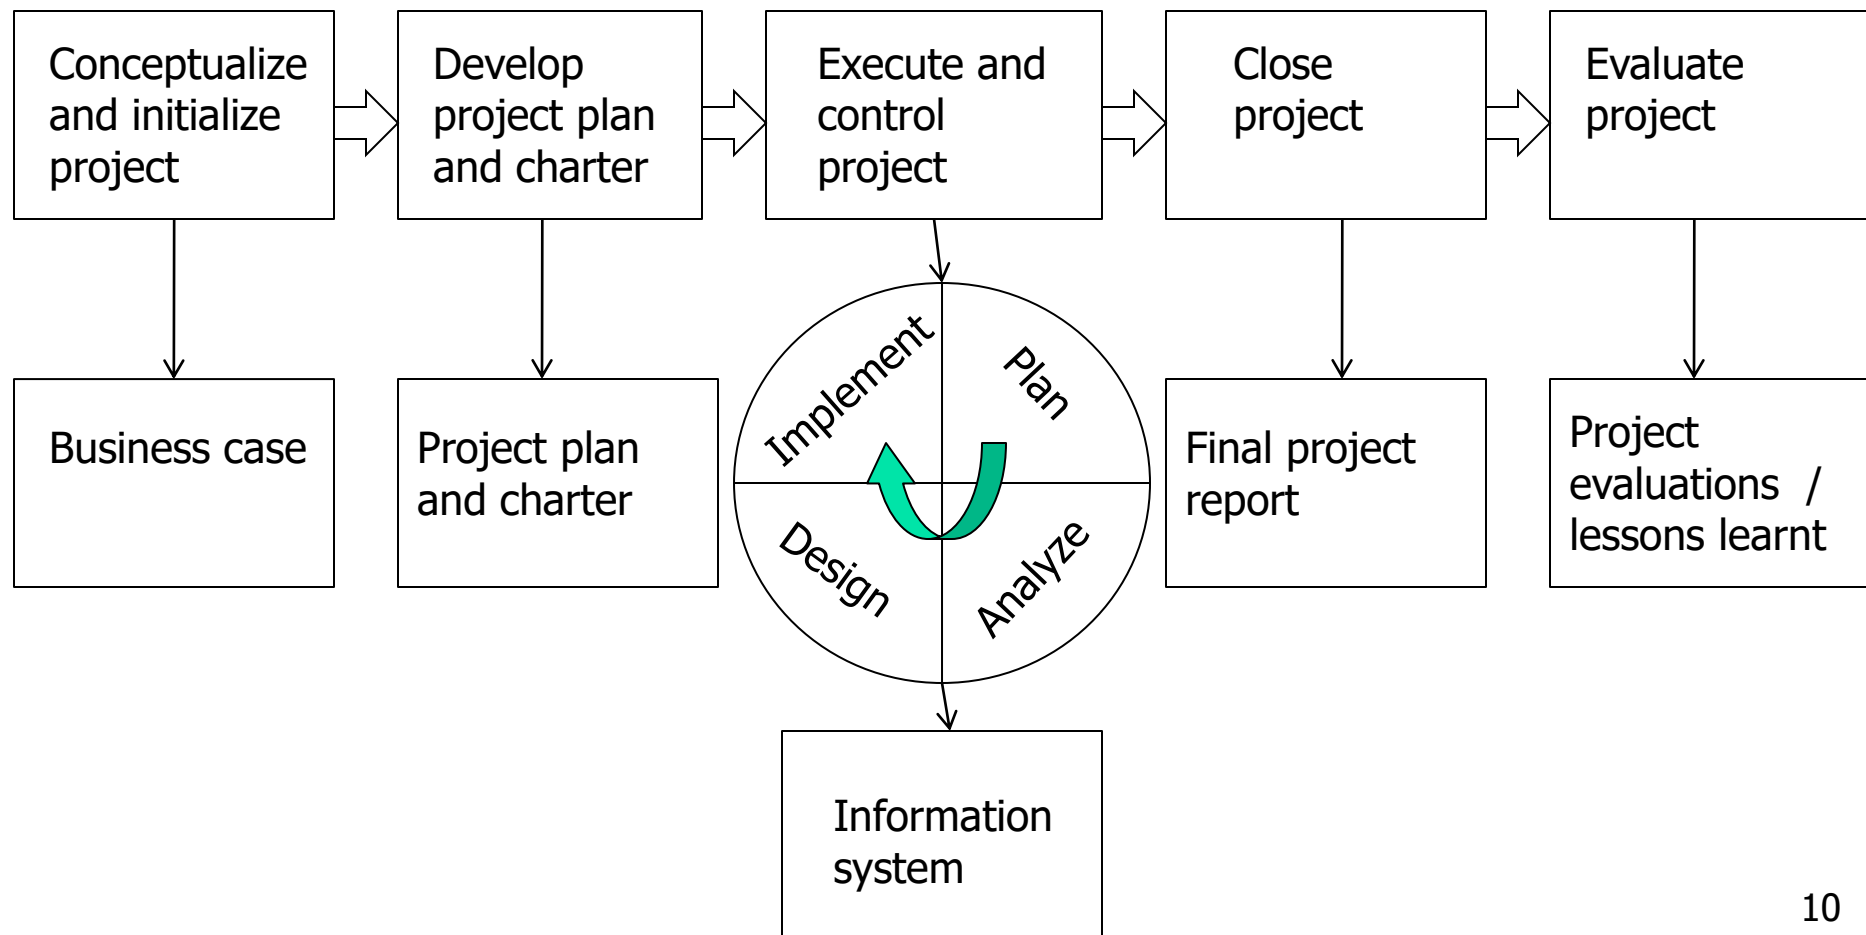 Conceptualize
and initialize
project
Develop
project plan
and charter
Execute and
control
project
Close
project
Evaluate
project
Business case
Project plan
and charter
Implement
Plan
Design
Analyze
Final project
report
Project
evaluations /
lessons learnt
Information
system
10